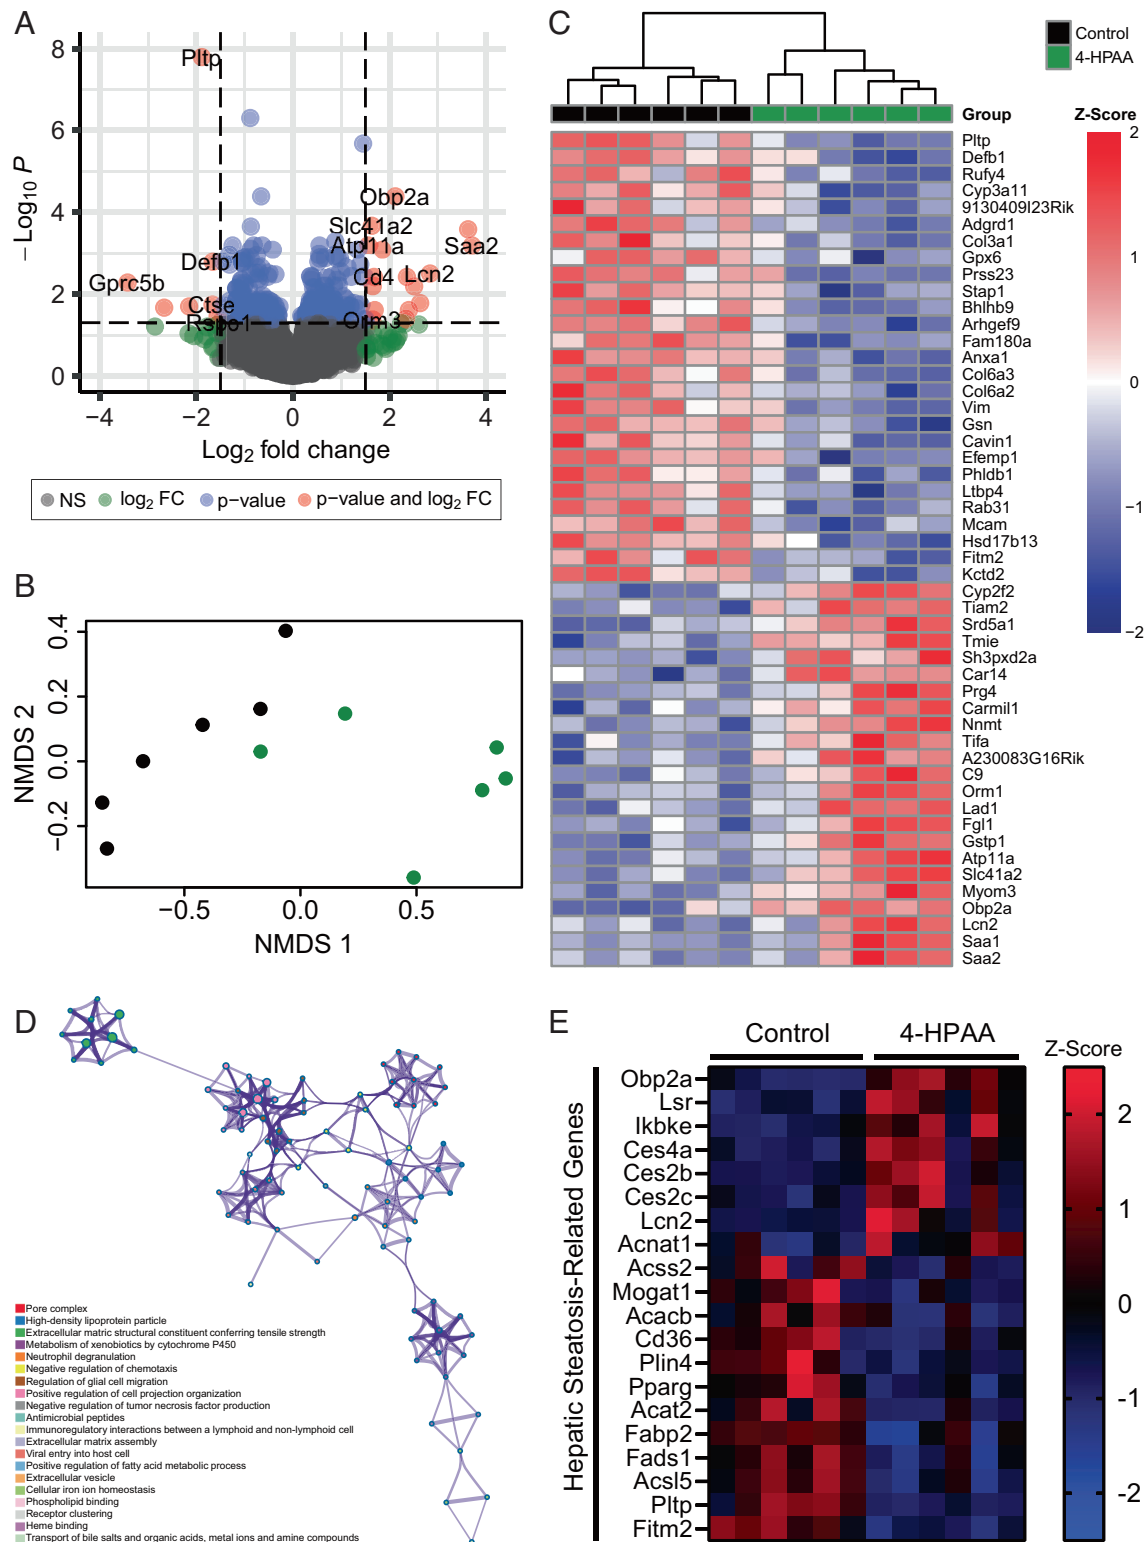 A
8
6
4
2
0
−Log10 P
Pltp
Obp2a
Slc41a2
Atp11a
Saa2
Defb1
Gprc5b
Cd4
Lcn2
Ctse
Rspo1
Orm3
−4
−2
0
2
4
Log2 fold change
NS
log2 FC
p−value
p−value and log2 FC
B
0.4
0.2
0.0
−0.2
NMDS 2
−0.5
0.0
0.5
NMDS 1
C
Control
4-HPAA
Group
Z-Score
2
1
0
−1
−2
Pltp
Defb1
Rufy4
Cyp3a11
9130409I23Rik
Adgrd1
Col3a1
Gpx6
Prss23
Stap1
Bhlhb9
Arhgef9
Fam180a
Anxa1
Col6a3
Col6a2
Vim
Gsn
Cavin1
Efemp1
Phldb1
Ltbp4
Rab31
Mcam
Hsd17b13
Fitm2
Kctd2
Cyp2f2
Tiam2
Srd5a1
Tmie
Sh3pxd2a
Car14
Prg4
Carmil1
Nnmt
Tifa
A230083G16Rik
C9
Orm1
Lad1
Fgl1
Gstp1
Atp11a
Slc41a2
Myom3
Obp2a
Lcn2
Saa1
Saa2
D
Pore complex
High-density lipoprotein particle
Extracellular matric structural constituent conferring tensile strength
Metabolism of xenobiotics by cytochrome P450
Neutrophil degranulation
Negative regulation of chemotaxis
Regulation of glial cell migration
Positive regulation of cell projection organization
Negative regulation of tumor necrosis factor production
Antimicrobial peptides
Immunoregulatory interactions between a lymphoid and non-lymphoid cell
Extracellular matrix assembly
Viral entry into host cell
Positive regulation of fatty acid metabolic process
Extracellular vesicle
Cellular iron ion homeostasis
Phospholipid binding
Receptor clustering
Heme binding
Transport of bile salts and organic acids, metal ions and amine compounds
E
Control
4-HPAA
Z-Score
Hepatic Steatosis-Related Genes
Obp2a
Lsr
Ikbke
Ces4a
Ces2b
Ces2c
Lcn2
Acnat1
Acss2
Mogat1
Acacb
Cd36
Plin4
Pparg
Acat2
Fabp2
Fads1
Acsl5
Pltp
Fitm2
2
1
0
-1
-2